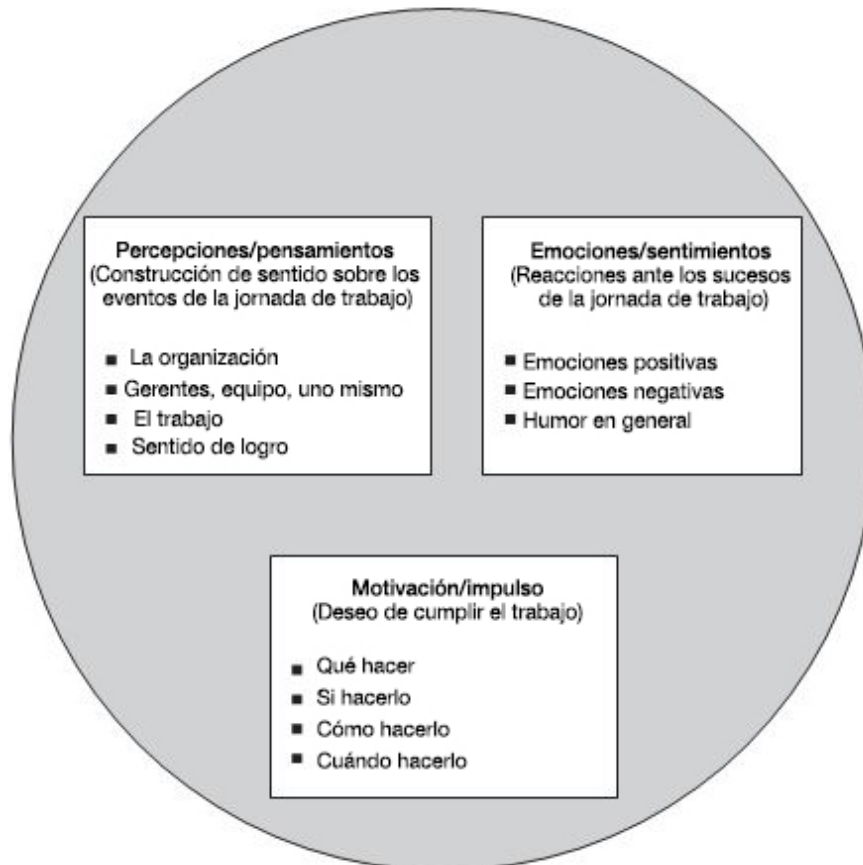 Percepciones/pensamientos
(Construcción de sentido sobre los
eventos de la jornada de trabajo)
■ La organización
■ Gerentes, equipo, uno mismo
■ El trabajo
■ Sentido de logro
Emociones/sentimientos
(Reacciones ante los sucesos
de la jornada de trabajo)
■ Emociones positivas
■ Emociones negativas
■ Humor en general
Motivación/impulso
(Deseo de cumplir el trabajo)
■ Qué hacer
■ Si hacerlo
■ Cómo hacerlo
■ Cuándo hacerlo